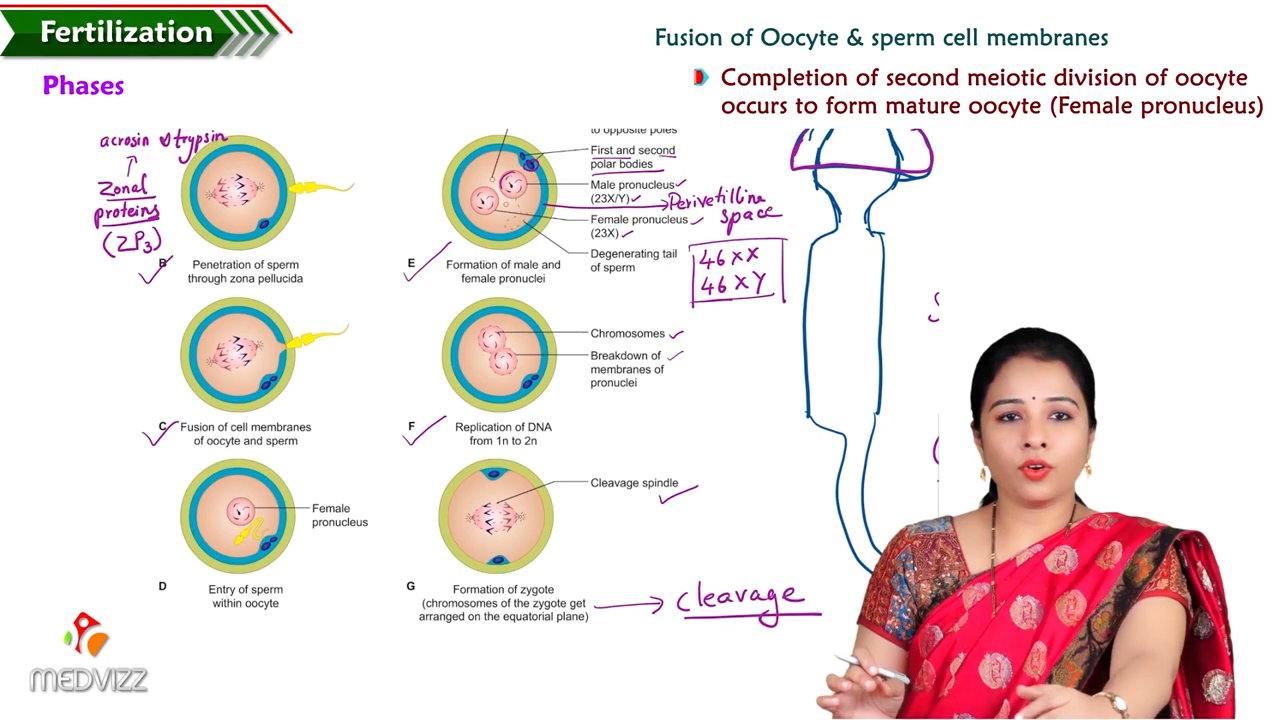 Fertilization
Fusion of Oocyte & sperm cell membranes
Phases
Completion of second meiotic division of oocyte
occurs to form mature oocyte (Female pronucleus)
acrosin
trypsin
Zonal
proteins
(ZP3)
B
Penetration of sperm
through zona pellucida
to opposite poles
First and second
polar bodies
Male pronucleus
(23X/Y)
Female pronucleus
(23X)
Degenerating tail
of sperm
Perivetilline
space
46XX
46XY
E
Formation of male and
female pronuclei
C
Fusion of cell membranes
of oocyte and sperm
Chromosomes
Breakdown of
membranes of
pronuclei
F
Replication of DNA
from 1n to 2n
Female
pronucleus
D
Entry of sperm
within oocyte
Cleavage spindle
G
Formation of zygote
(chromosomes of the zygote get
arranged on the equatorial plane)
cleavage
MEDVIZZ